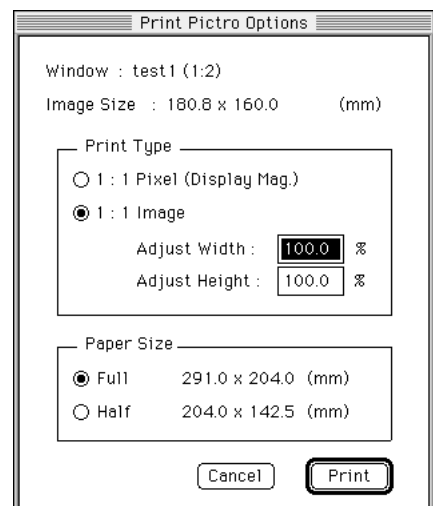 Print Pictro Options
Window : test1 (1:2)
Image Size : 180.8 x 160.0 (mm)
Print Type
1 : 1 Pixel (Display Mag.)
1 : 1 Image
Adjust Width : 100.0 %
Adjust Height : 100.0 %
Paper Size
Full 291.0 x 204.0 (mm)
Half 204.0 x 142.5 (mm)
Cancel Print